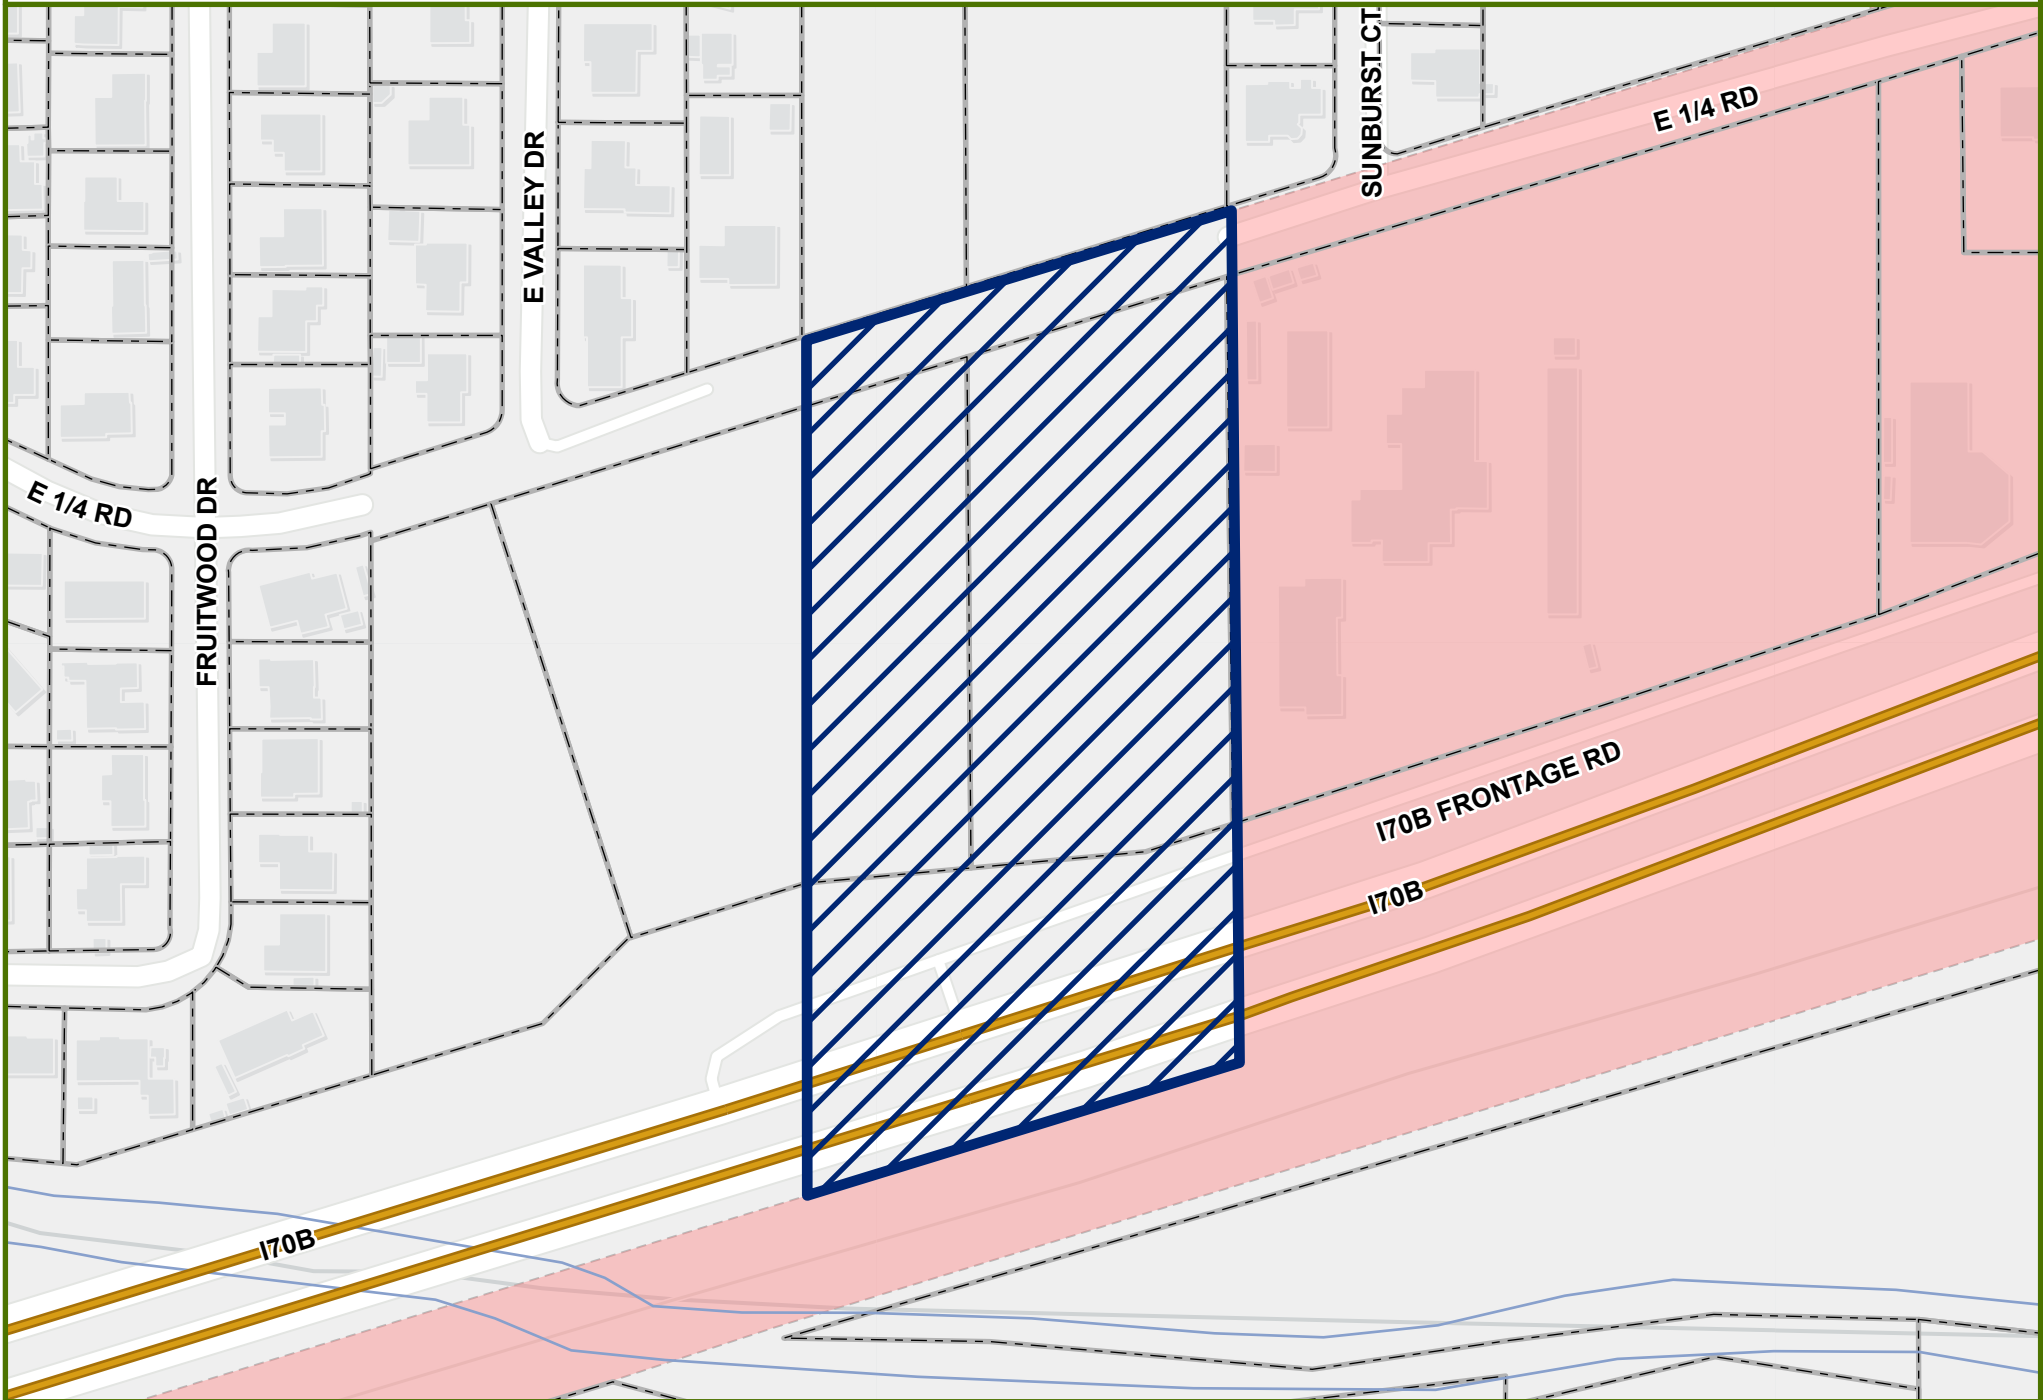 SUNBURST CT
E 1/4 RD
E VALLEY DR
E 1/4 RD
FRUITWOOD DR
I70B FRONTAGE RD
I70B
I70B